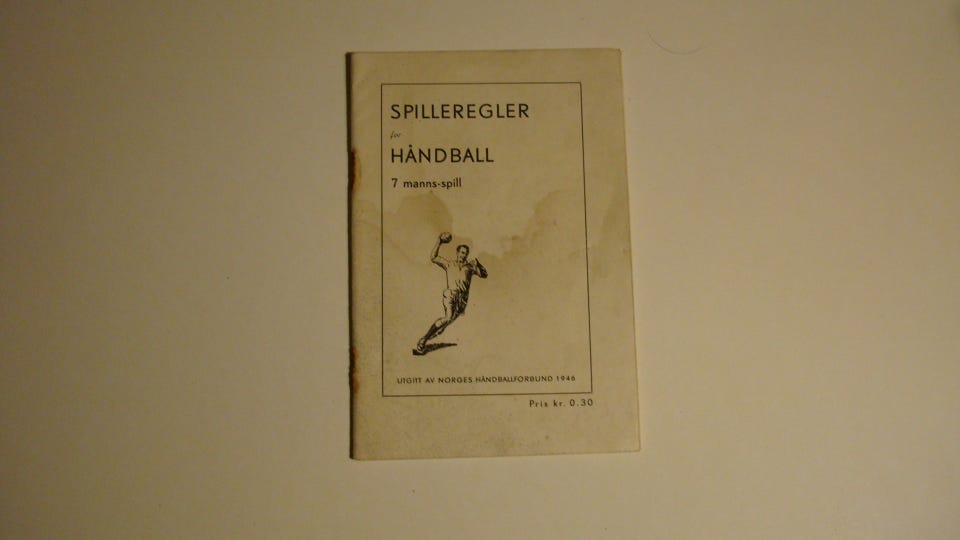 SPILLEREGLER
for
HÅNDBALL
7 manns-spill
UTGITT AV NORGES HÅNDBALLFORBUND 1946
Pris kr. 0.30